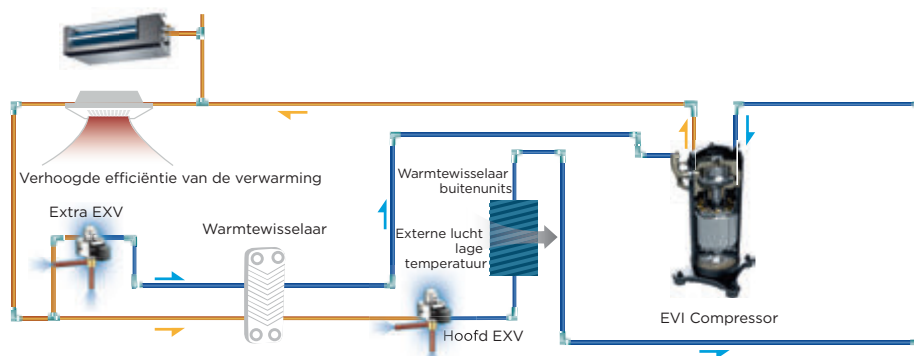 Verhoogde efficiëntie van de verwarming
Extra EXV
Warmtewisselaar
Warmtewisselaar
buitenunits
Externe lucht
lage
temperatuur
Hoofd EXV
EVI Compressor